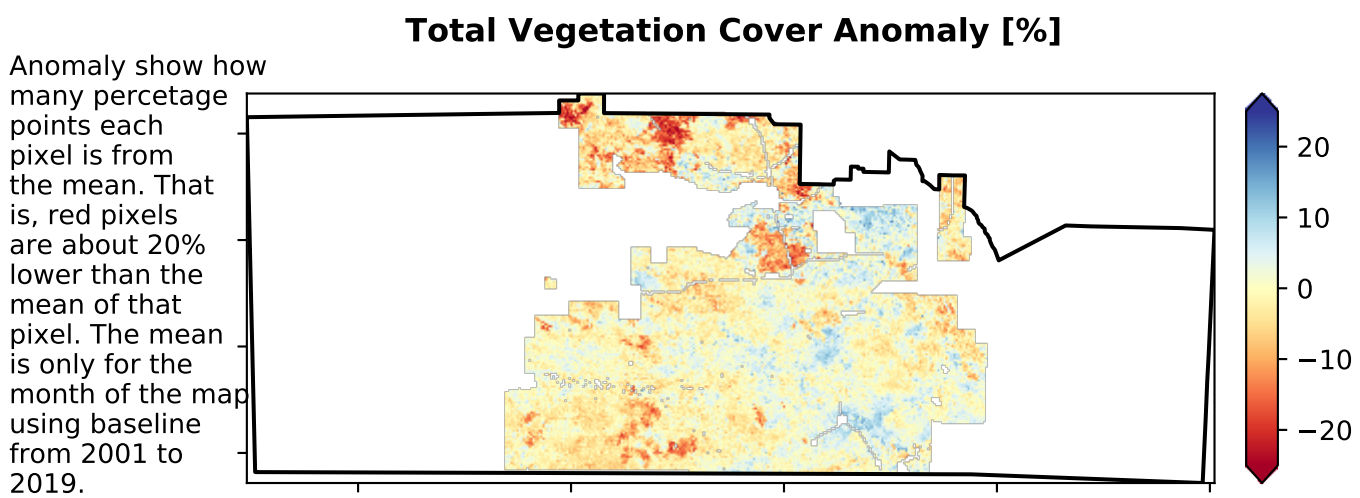 Total Vegetation Cover Anomaly [%]
Anomaly show how
many percetage
points each
pixel is from
the mean. That
is, red pixels
are about 20%
lower than the
mean of that
pixel. The mean
is only for the
month of the map
using baseline
from 2001 to
2019.
20
10
0
−10
−20